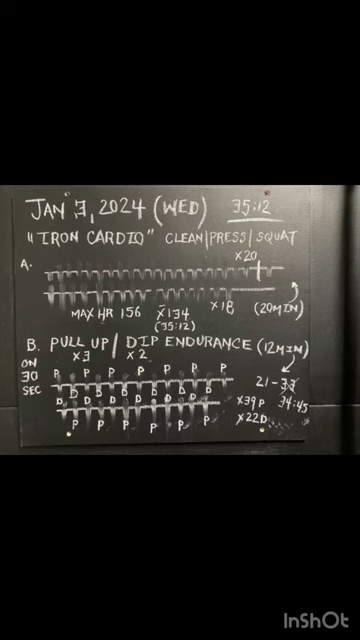 JAN 3, 2024 (WED) 35:12
"IRON CARDIO" CLEAN/PRESS/SQUAT
A.
x20
x18 (20MIN)
MAX HR 156 x̄134
(35:12)
B. PULL UP/DIP ENDURANCE (12MIN)
x3 x2
ON
30
SEC
P P P P P P P
D D D D D D
21-33
D D D D D D D
x39P 34:45
P P P P P P
x22D
InShOt